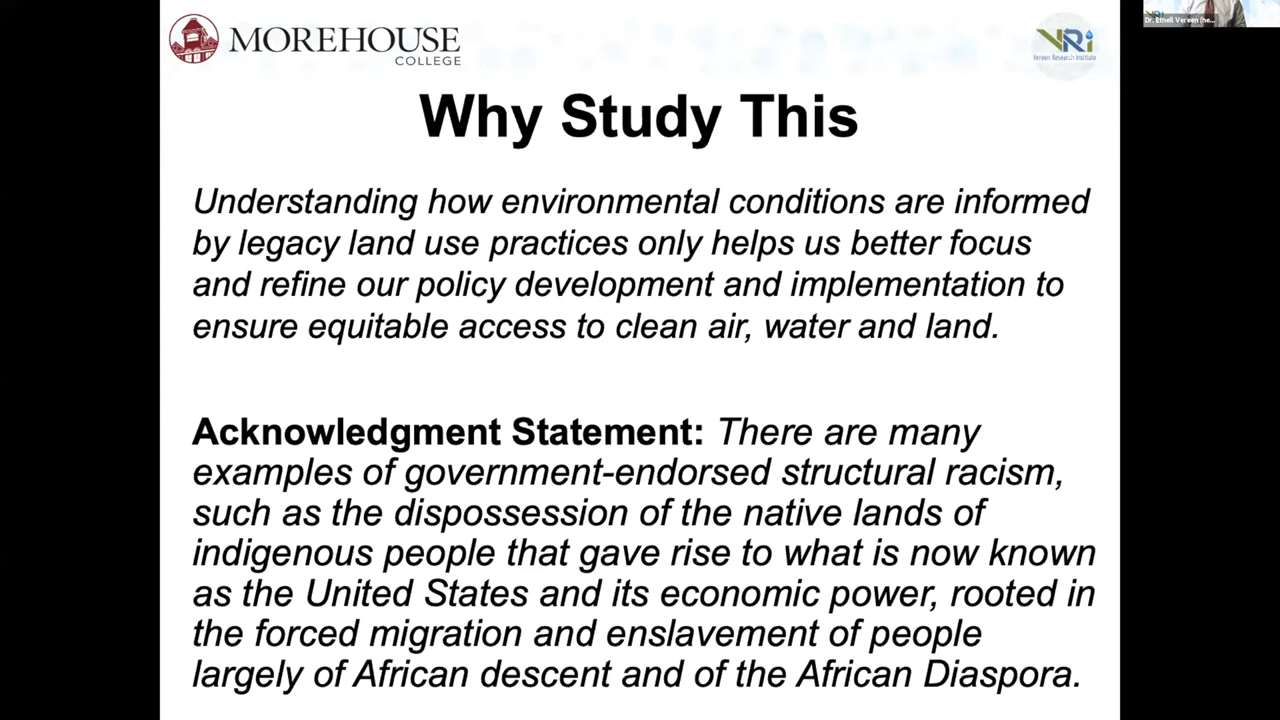 MOREHOUSE
COLLEGE
VRi
Vereen Research Institute
Dr. Ethell Vereen (he...
Why Study This
Understanding how environmental conditions are informed
by legacy land use practices only helps us better focus
and refine our policy development and implementation to
ensure equitable access to clean air, water and land.
Acknowledgment Statement: There are many
examples of government-endorsed structural racism,
such as the dispossession of the native lands of
indigenous people that gave rise to what is now known
as the United States and its economic power, rooted in
the forced migration and enslavement of people
largely of African descent and of the African Diaspora.